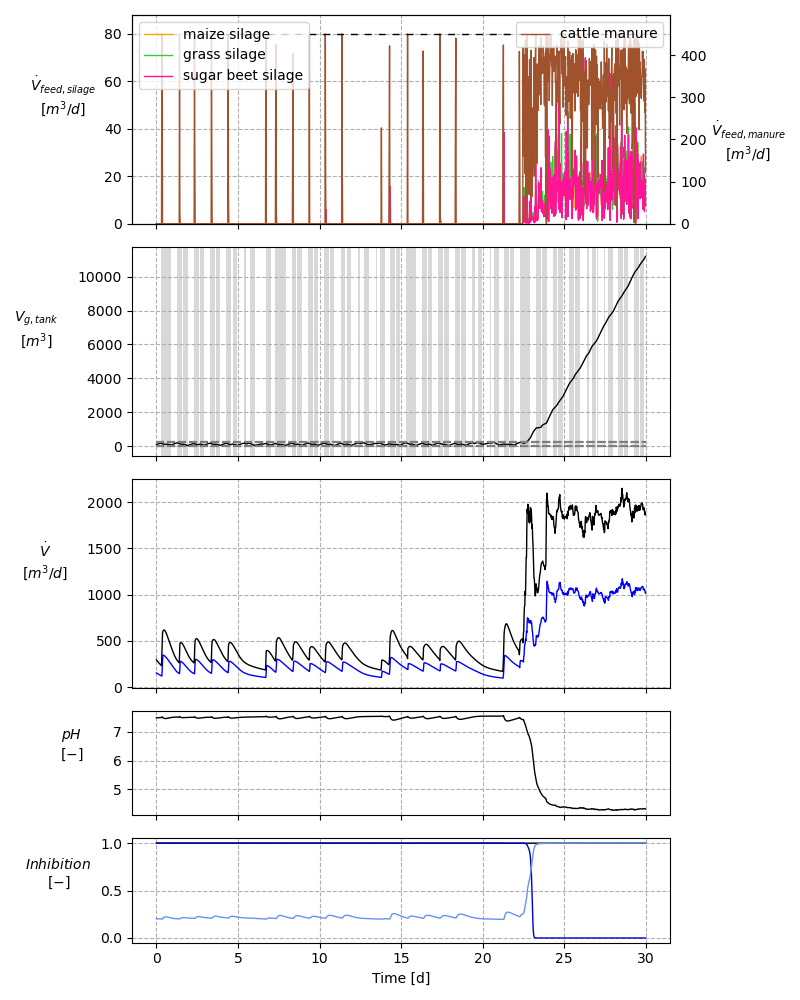 maize silage
grass silage
sugar beet silage
cattle manure
80
60
40
20
0
400
300
200
100
0
V̇feed,silage
[m³/d]
V̇feed,manure
[m³/d]
10000
8000
6000
4000
2000
0
Vg,tank
[m³]
2000
1500
1000
500
0
V̇
[m³/d]
7
6
5
pH
[−]
1.0
0.5
0.0
Inhibition
[−]
0 5 10 15 20 25 30
Time [d]